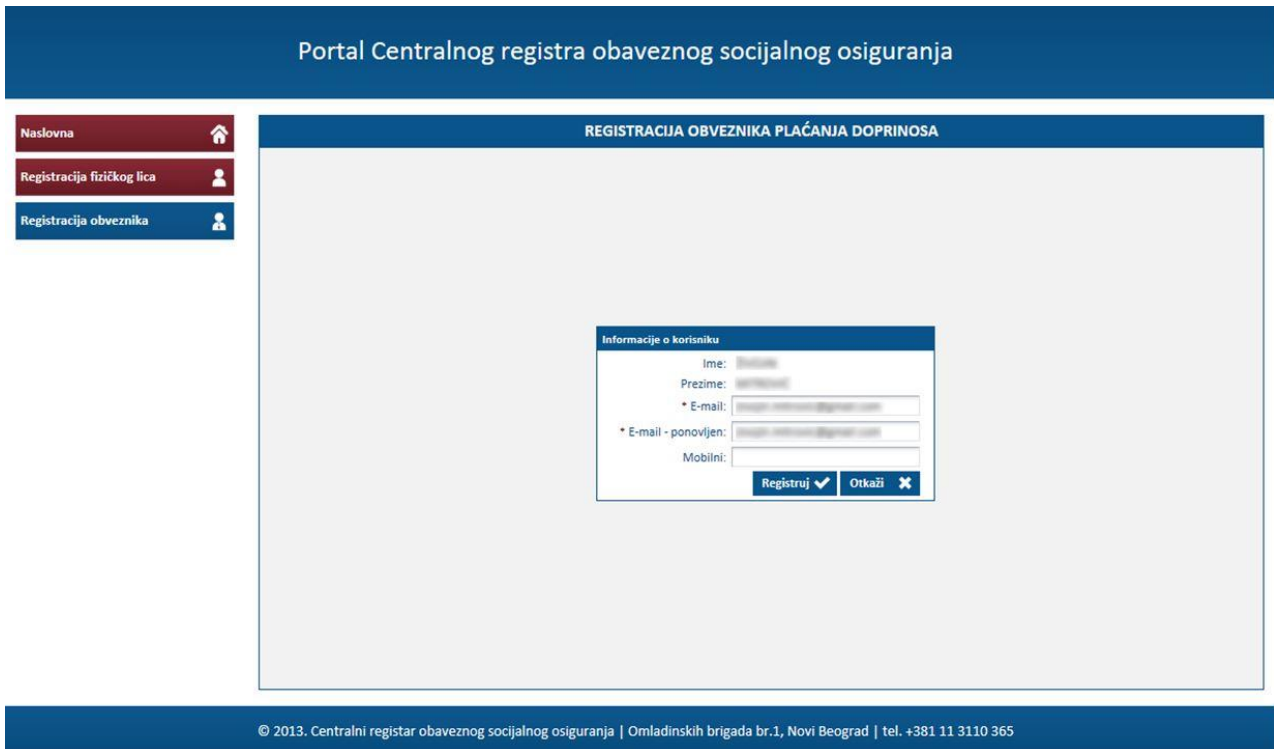 Portal Centralnog registra obaveznog socijalnog osiguranja
Naslovna
Registracija fizičkog lica
Registracija obveznika
REGISTRACIJA OBVEZNIKA PLAĆANJA DOPRINOSA
Informacije o korisniku
Ime:
Prezime:
* E-mail:
* E-mail - ponovljen:
Mobilni:
Registruj Otkaži
© 2013. Centralni registar obaveznog socijalnog osiguranja | Omladinskih brigada br.1, Novi Beograd | tel. +381 11 3110 365